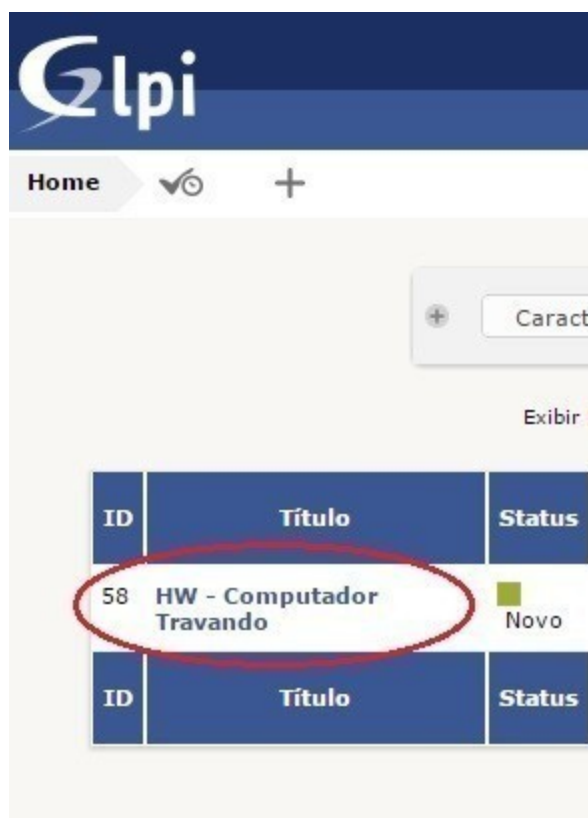 Glpi
Home
Caract
Exibir
ID Título Status
58 HW - Computador Travando Novo
ID Título Status